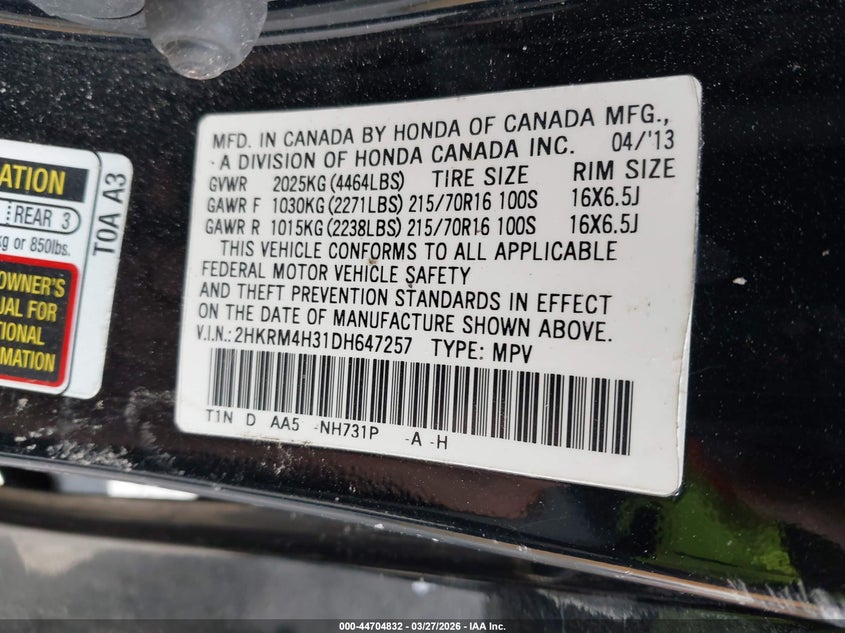 MFD. IN CANADA BY HONDA OF CANADA MFG.,
A DIVISION OF HONDA CANADA INC. 04/'13
GVWR 2025KG (4464LBS) TIRE SIZE RIM SIZE
GAWR F 1030KG (2271LBS) 215/70R16 100S 16X6.5J
GAWR R 1015KG (2238LBS) 215/70R16 100S 16X6.5J
THIS VEHICLE CONFORMS TO ALL APPLICABLE
FEDERAL MOTOR VEHICLE SAFETY
AND THEFT PREVENTION STANDARDS IN EFFECT
ON THE DATE OF MANUFACTURE SHOWN ABOVE.
V.I.N.: 2HKRM4H31DH647257 TYPE: MPV
T1N D AA5 -NH731P -A -H
ATION
REAR 3
kg or 850lbs.
OWNER'S
UAL FOR
TIONAL
RMATION
T0A A3
000-44704832 — 03/27/2026 — © IAA Inc.